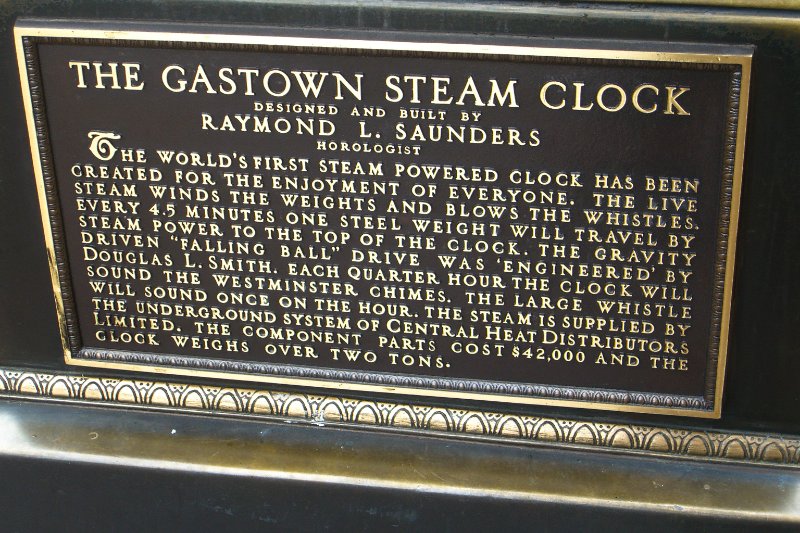 THE GASTOWN STEAM CLOCK
DESIGNED AND BUILT BY
RAYMOND L. SAUNDERS
HOROLOGIST
THE WORLD'S FIRST STEAM POWERED CLOCK HAS BEEN
CREATED FOR THE ENJOYMENT OF EVERYONE. THE LIVE
STEAM WINDS THE WEIGHTS AND BLOWS THE WHISTLES.
EVERY 4.5 MINUTES ONE STEEL WEIGHT WILL TRAVEL BY
STEAM POWER TO THE TOP OF THE CLOCK. THE GRAVITY
DRIVEN "FALLING BALL" DRIVE WAS 'ENGINEERED' BY
DOUGLAS L. SMITH. EACH QUARTER HOUR THE CLOCK WILL
SOUND THE WESTMINSTER CHIMES. THE LARGE WHISTLE
WILL SOUND ONCE ON THE HOUR. THE STEAM IS SUPPLIED BY
THE UNDERGROUND SYSTEM OF CENTRAL HEAT DISTRIBUTORS
LIMITED. THE COMPONENT PARTS COST $42,000 AND THE
CLOCK WEIGHS OVER TWO TONS.